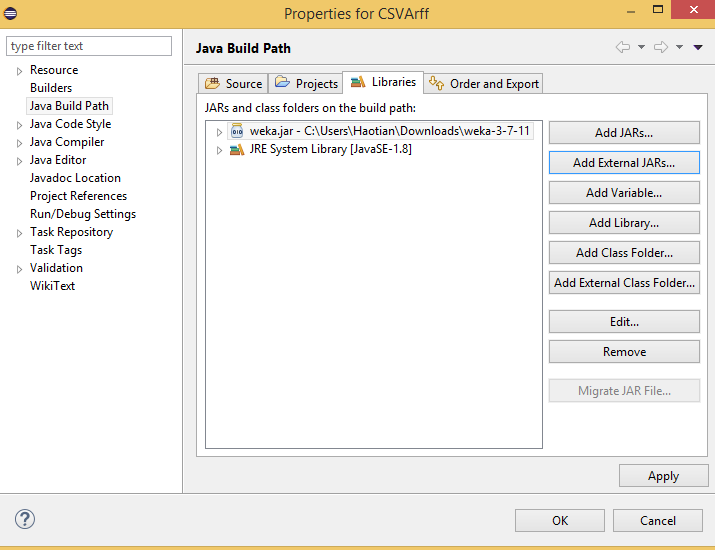 Properties for CSVArff
type filter text
Resource
Builders
Java Build Path
Java Code Style
Java Compiler
Java Editor
Javadoc Location
Project References
Run/Debug Settings
Task Repository
Task Tags
Validation
WikiText
Java Build Path
Source
Projects
Libraries
Order and Export
JARs and class folders on the build path:
weka.jar - C:\Users\Haotian\Downloads\weka-3-7-11
JRE System Library [JavaSE-1.8]
Add JARs...
Add External JARs...
Add Variable...
Add Library...
Add Class Folder...
Add External Class Folder...
Edit...
Remove
Migrate JAR File...
Apply
OK
Cancel